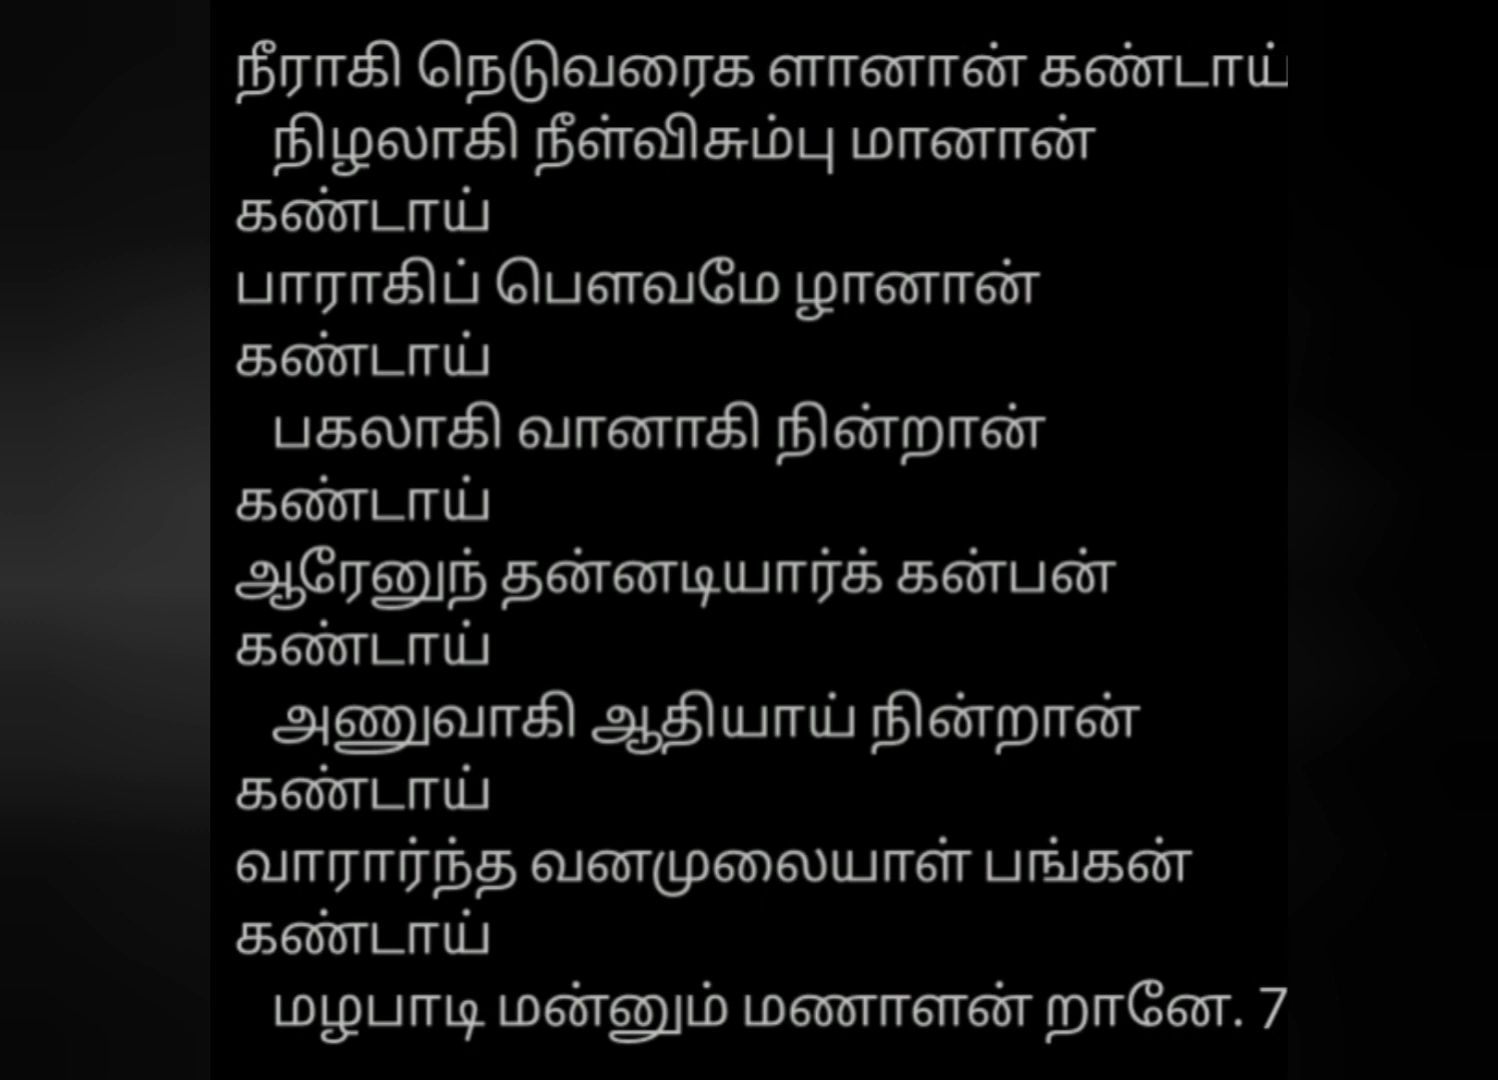 நீராகி நெடுவரைக ளானான் கண்டாய்
நிழலாகி நீள்விசும்பு மானான்
கண்டாய்
பாராகிப் பௌவமே ழானான்
கண்டாய்
பகலாகி வானாகி நின்றான்
கண்டாய்
ஆரேனுந் தன்னடியார்க் கன்பன்
கண்டாய்
அணுவாகி ஆதியாய் நின்றான்
கண்டாய்
வாரார்ந்த வனமுலையாள் பங்கன்
கண்டாய்
மழபாடி மன்னும் மணாளன் றானே. 7